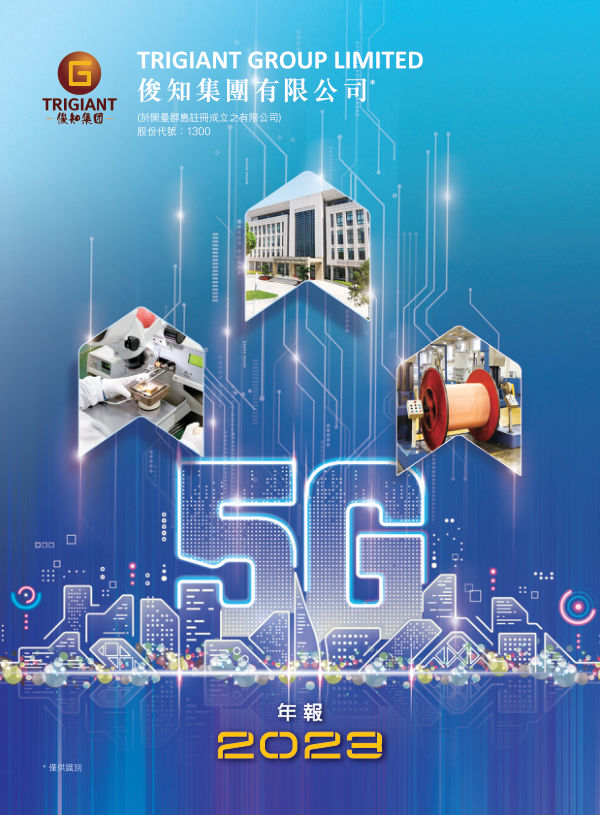 TRIGIANT GROUP LIMITED
俊知集團有限公司*
(於開曼群島註冊成立之有限公司)
股份代號：1300
G
TRIGIANT
俊知集团
5G
年報
2023
* 僅供識別